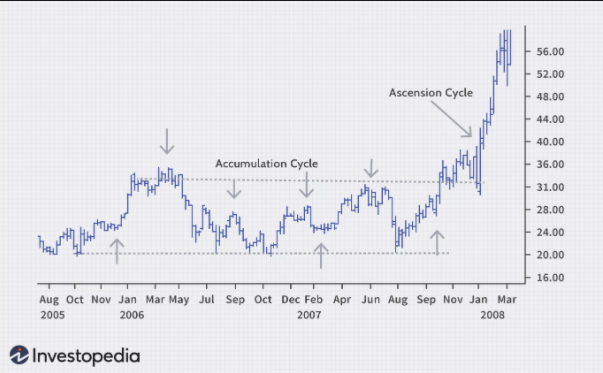 56.00
52.00
48.00
44.00
40.00
36.00
31.00
28.00
24.00
20.00
16.00
Ascension Cycle
Accumulation Cycle
Aug Oct Nov Jan Mar May Jul Sep Oct Dec Feb Apr Jun Aug Sep Nov Jan Mar
2005 2006 2007 2008
Investopedia